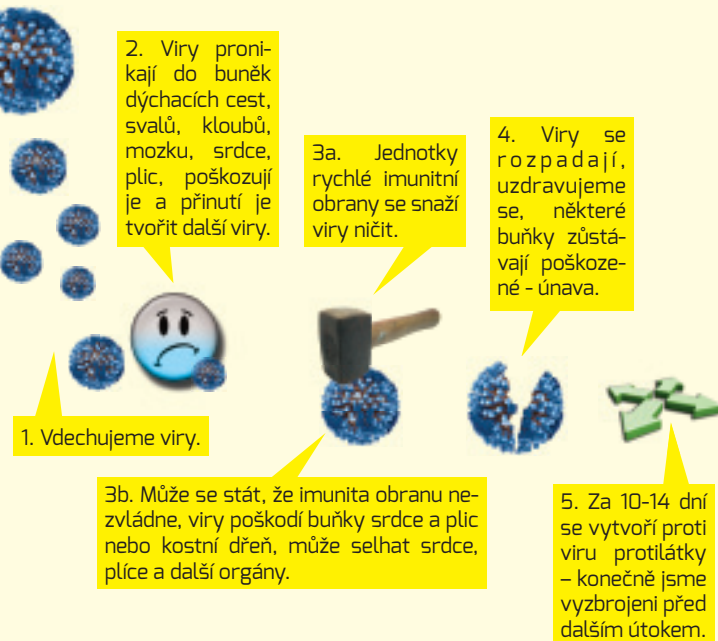 1. Vdechujeme viry.
2. Viry proni-
kají do buněk
dýchacích cest,
svalů, kloubů,
mozku, srdce,
plic, poškozují
je a přinutí je
tvořit další viry.
3a. Jednotky
rychlé imunitní
obrany se snaží
viry ničit.
3b. Může se stát, že imunita obranu ne-
zvládne, viry poškodí buňky srdce a plic
nebo kostní dřeň, může selhat srdce,
plíce a další orgány.
4. Viry se
rozpadají,
uzdravujeme
se, některé
buňky zůstá-
vají poškoze-
né - únava.
5. Za 10-14 dní
se vytvoří proti
viru protilátky
– konečně jsme
vyzbrojeni před
dalším útokem.